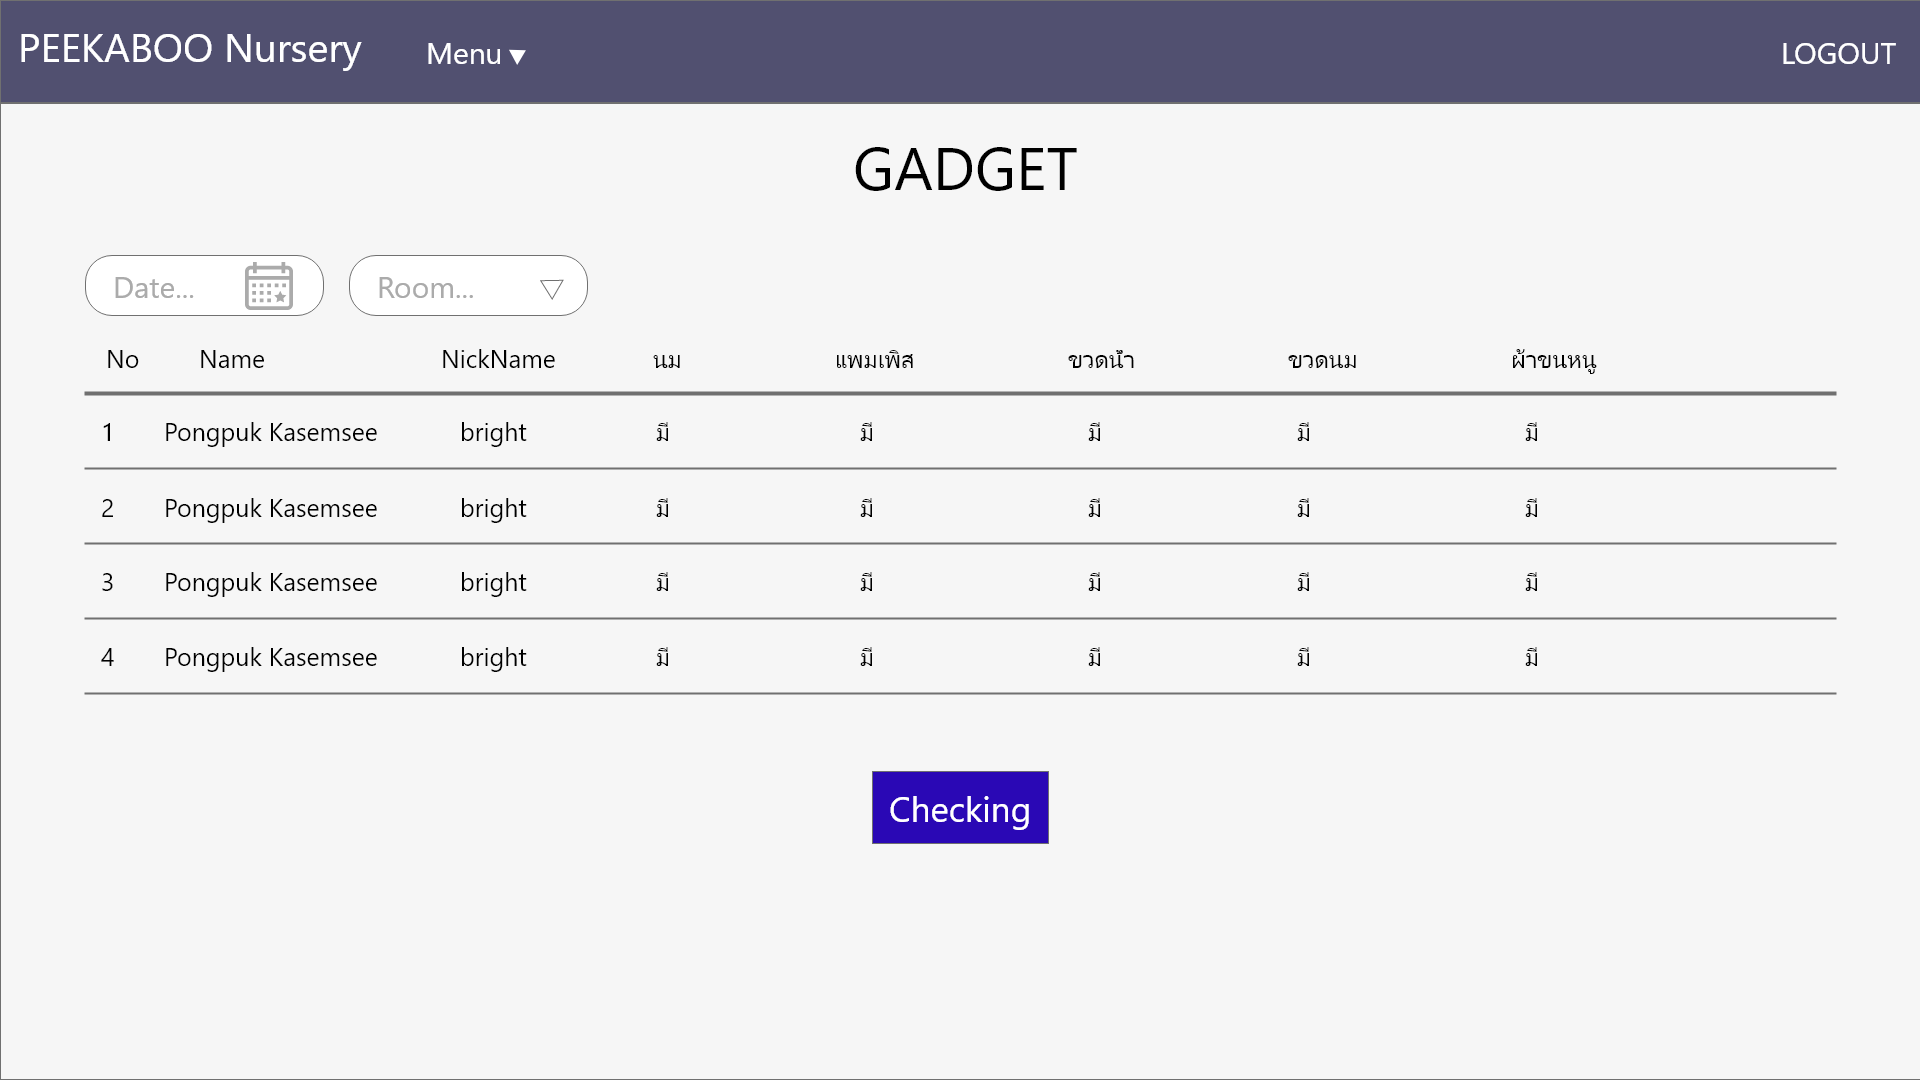 PEEKABOO Nursery Menu ▼ LOGOUT
GADGET
Date... Room...
No Name NickName นม แพมเพิส ขวดน้ำ ขวดนม ผ้าขนหนู
1 Pongpuk Kasemsee bright มี มี มี มี มี
2 Pongpuk Kasemsee bright มี มี มี มี มี
3 Pongpuk Kasemsee bright มี มี มี มี มี
4 Pongpuk Kasemsee bright มี มี มี มี มี
Checking